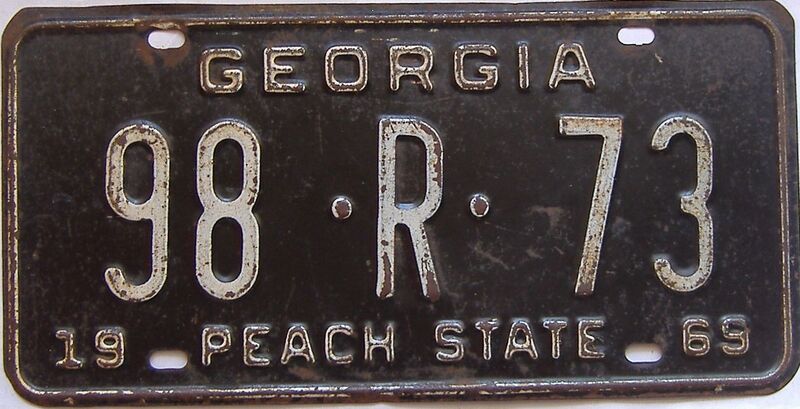 GEORGIA
98·R·73
19 PEACH STATE 69